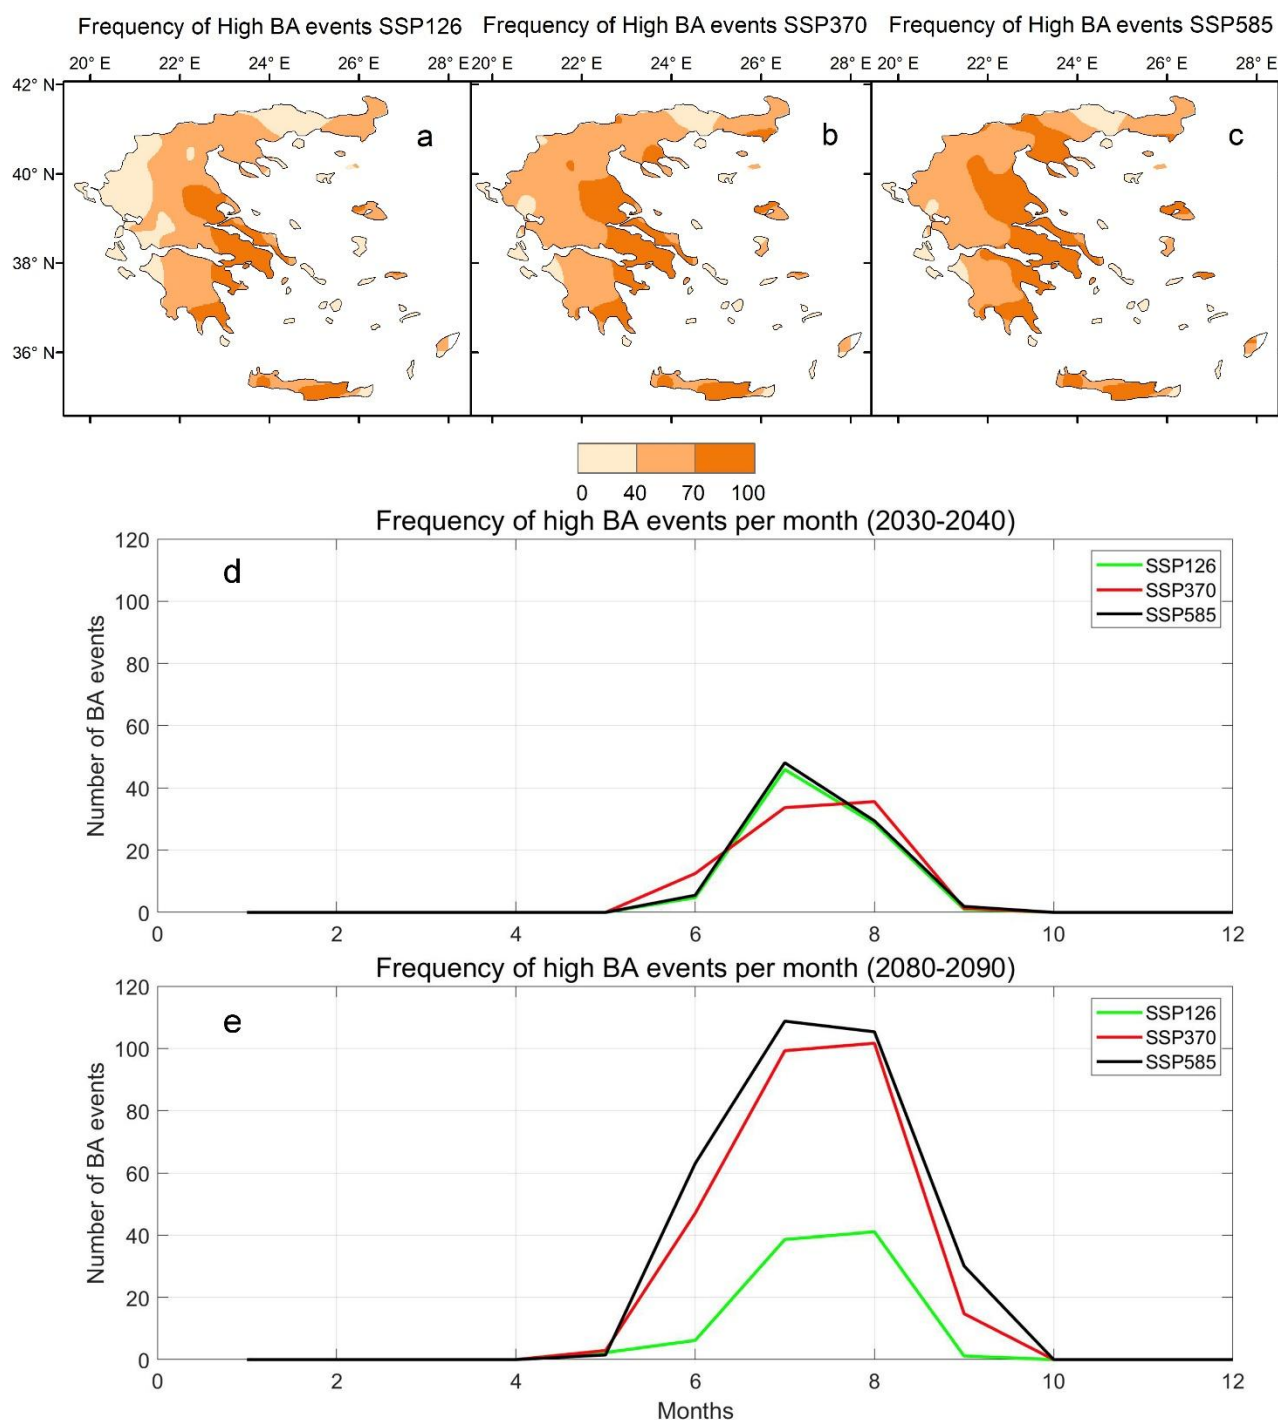 Frequency of High BA events SSP126 Frequency of High BA events SSP370 Frequency of High BA events SSP585
20° E 22° E 24° E 26° E 28° E 20° E 22° E 24° E 26° E 28° E 20° E 22° E 24° E 26° E 28° E
42° N
a b c
40° N
38° N
36° N
0 40 70 100
Frequency of high BA events per month (2030-2040)
120
d
SSP126
SSP370
SSP585
100
80
60
40
20
0
Number of BA events
0 2 4 6 8 10 12
Frequency of high BA events per month (2080-2090)
120
e
SSP126
SSP370
SSP585
100
80
60
40
20
0
Number of BA events
0 2 4 6 8 10 12
Months